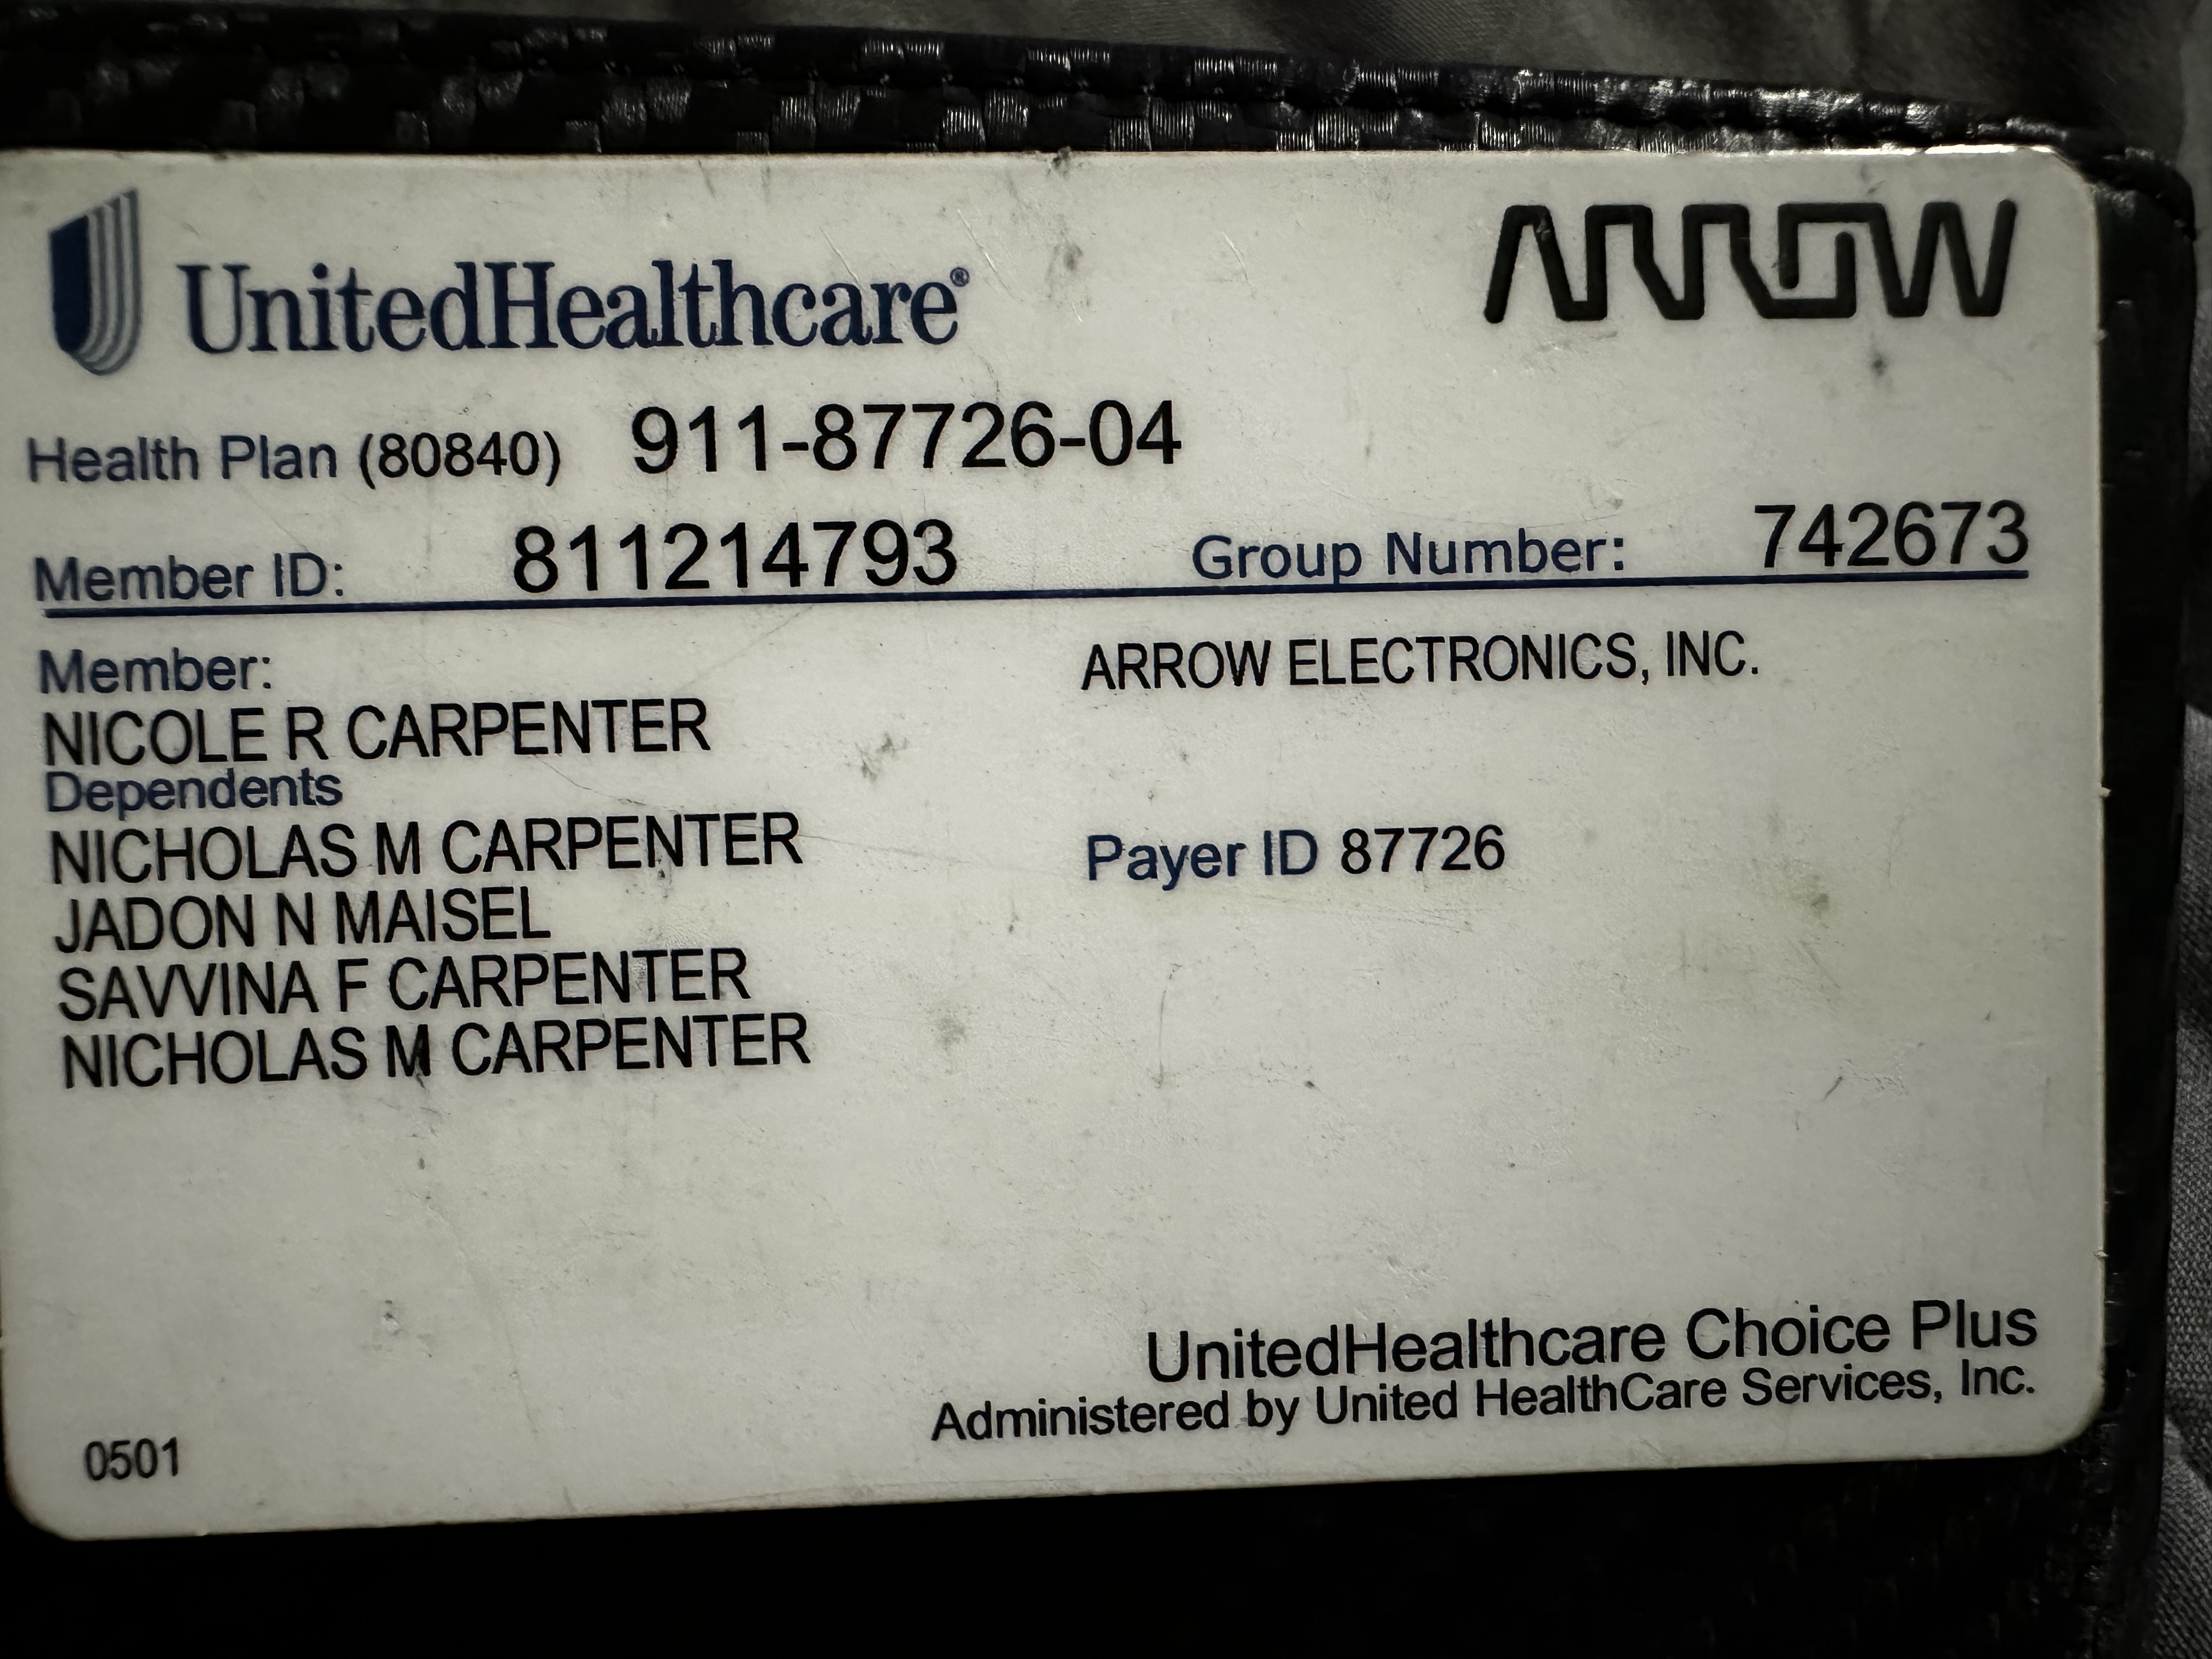 UnitedHealthcare®
ARROW
Health Plan (80840) 911-87726-04
Member ID: 811214793 Group Number: 742673
Member:
NICOLE R CARPENTER
ARROW ELECTRONICS, INC.
Dependents
NICHOLAS M CARPENTER
JADON N MAISEL
SAVVINA F CARPENTER
NICHOLAS M CARPENTER
Payer ID 87726
0501
UnitedHealthcare Choice Plus
Administered by United HealthCare Services, Inc.